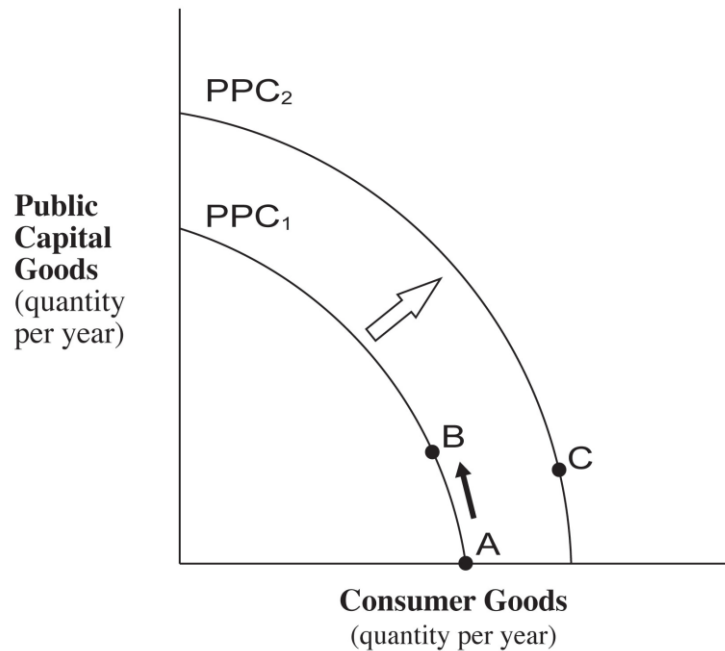 PPC₂
PPC₁
Public
Capital
Goods
(quantity
per year)
B
C
A
Consumer Goods
(quantity per year)